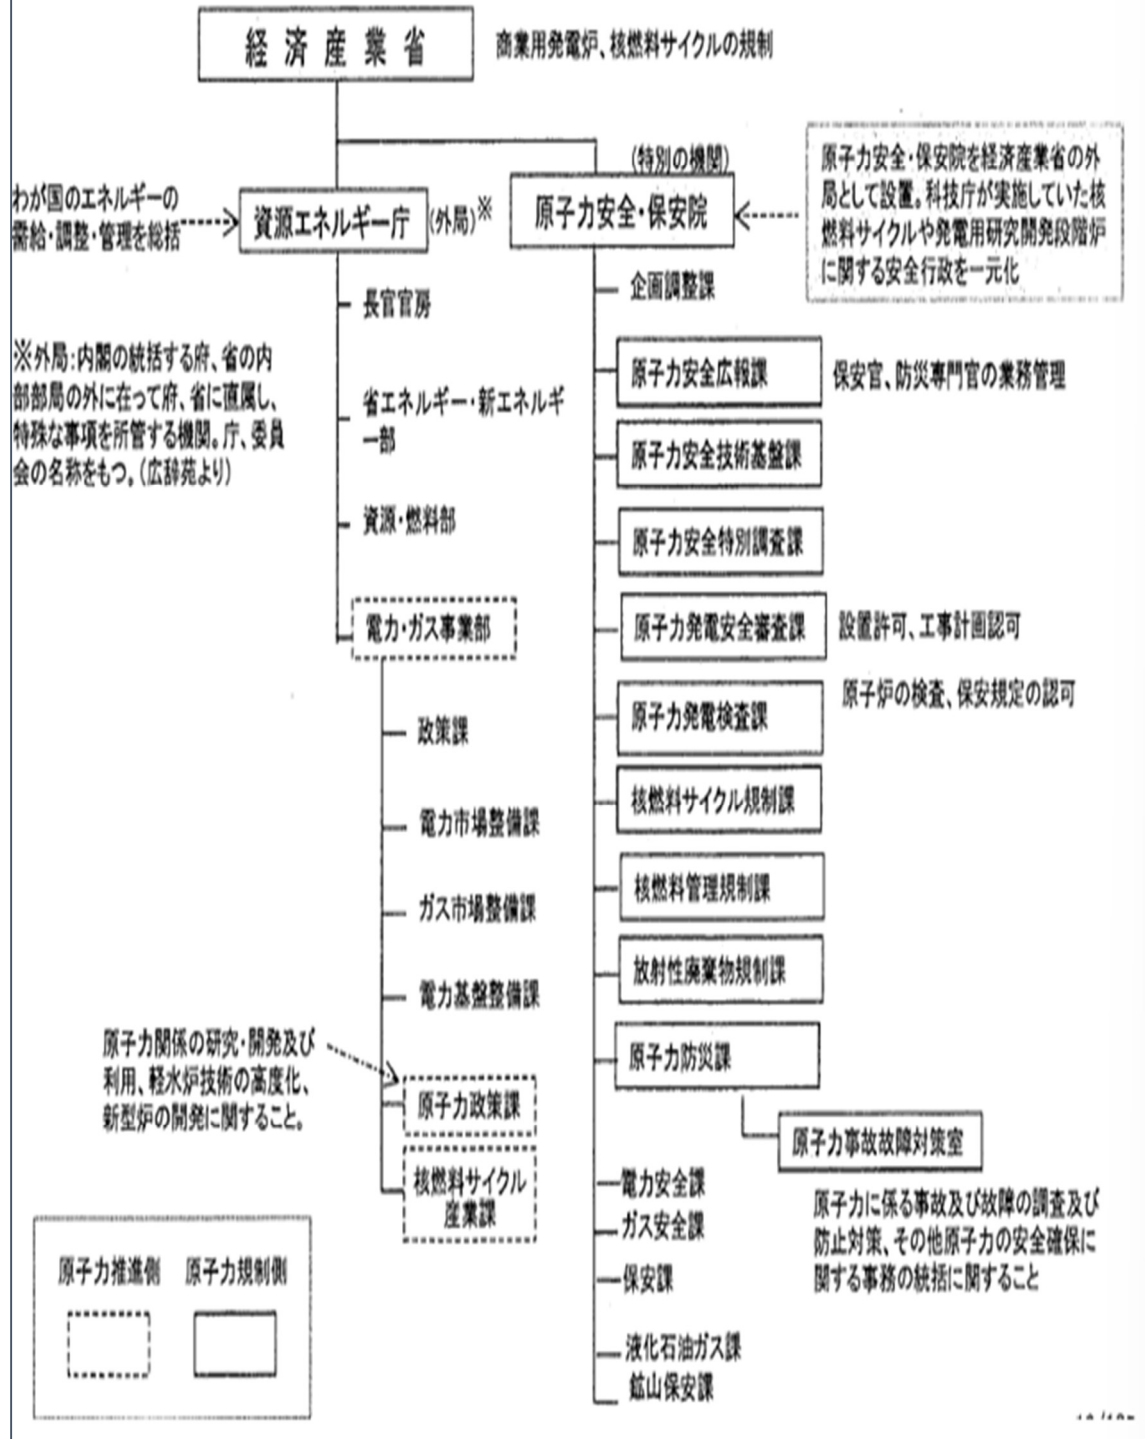 経済産業省
商業用発電炉、核燃料サイクルの規制
(特別の機関)
わが国のエネルギーの
需給・調整・管理を総括
資源エネルギー庁
(外局)※
原子力安全・保安院
原子力安全・保安院を経済産業省の外
局として設置。科技庁が実施していた核
燃料サイクルや発電用研究開発段階炉
に関する安全行政を一元化
※外局:内閣の統括する府、省の内
部部局の外に在って府、省に直属し、
特殊な事項を所管する機関。庁、委員
会の名称をもつ。(広辞苑より)
長官官房
省エネルギー・新エネルギ
ー部
資源・燃料部
電力・ガス事業部
政策課
電力市場整備課
ガス市場整備課
電力基盤整備課
原子力関係の研究・開発及び
利用、軽水炉技術の高度化、
新型炉の開発に関すること。
原子力政策課
核燃料サイクル
産業課
企画調整課
原子力安全広報課
保安官、防災専門官の業務管理
原子力安全技術基盤課
原子力安全特別調査課
原子力発電安全審査課
設置許可、工事計画認可
原子力発電検査課
原子炉の検査、保安規定の認可
核燃料サイクル規制課
核燃料管理規制課
放射性廃棄物規制課
原子力防災課
原子力事故故障対策室
原子力に係る事故及び故障の調査及び
防止対策、その他原子力の安全確保に
関する事務の統括に関すること
電力安全課
ガス安全課
保安課
液化石油ガス課
鉱山保安課
原子力推進側
原子力規制側